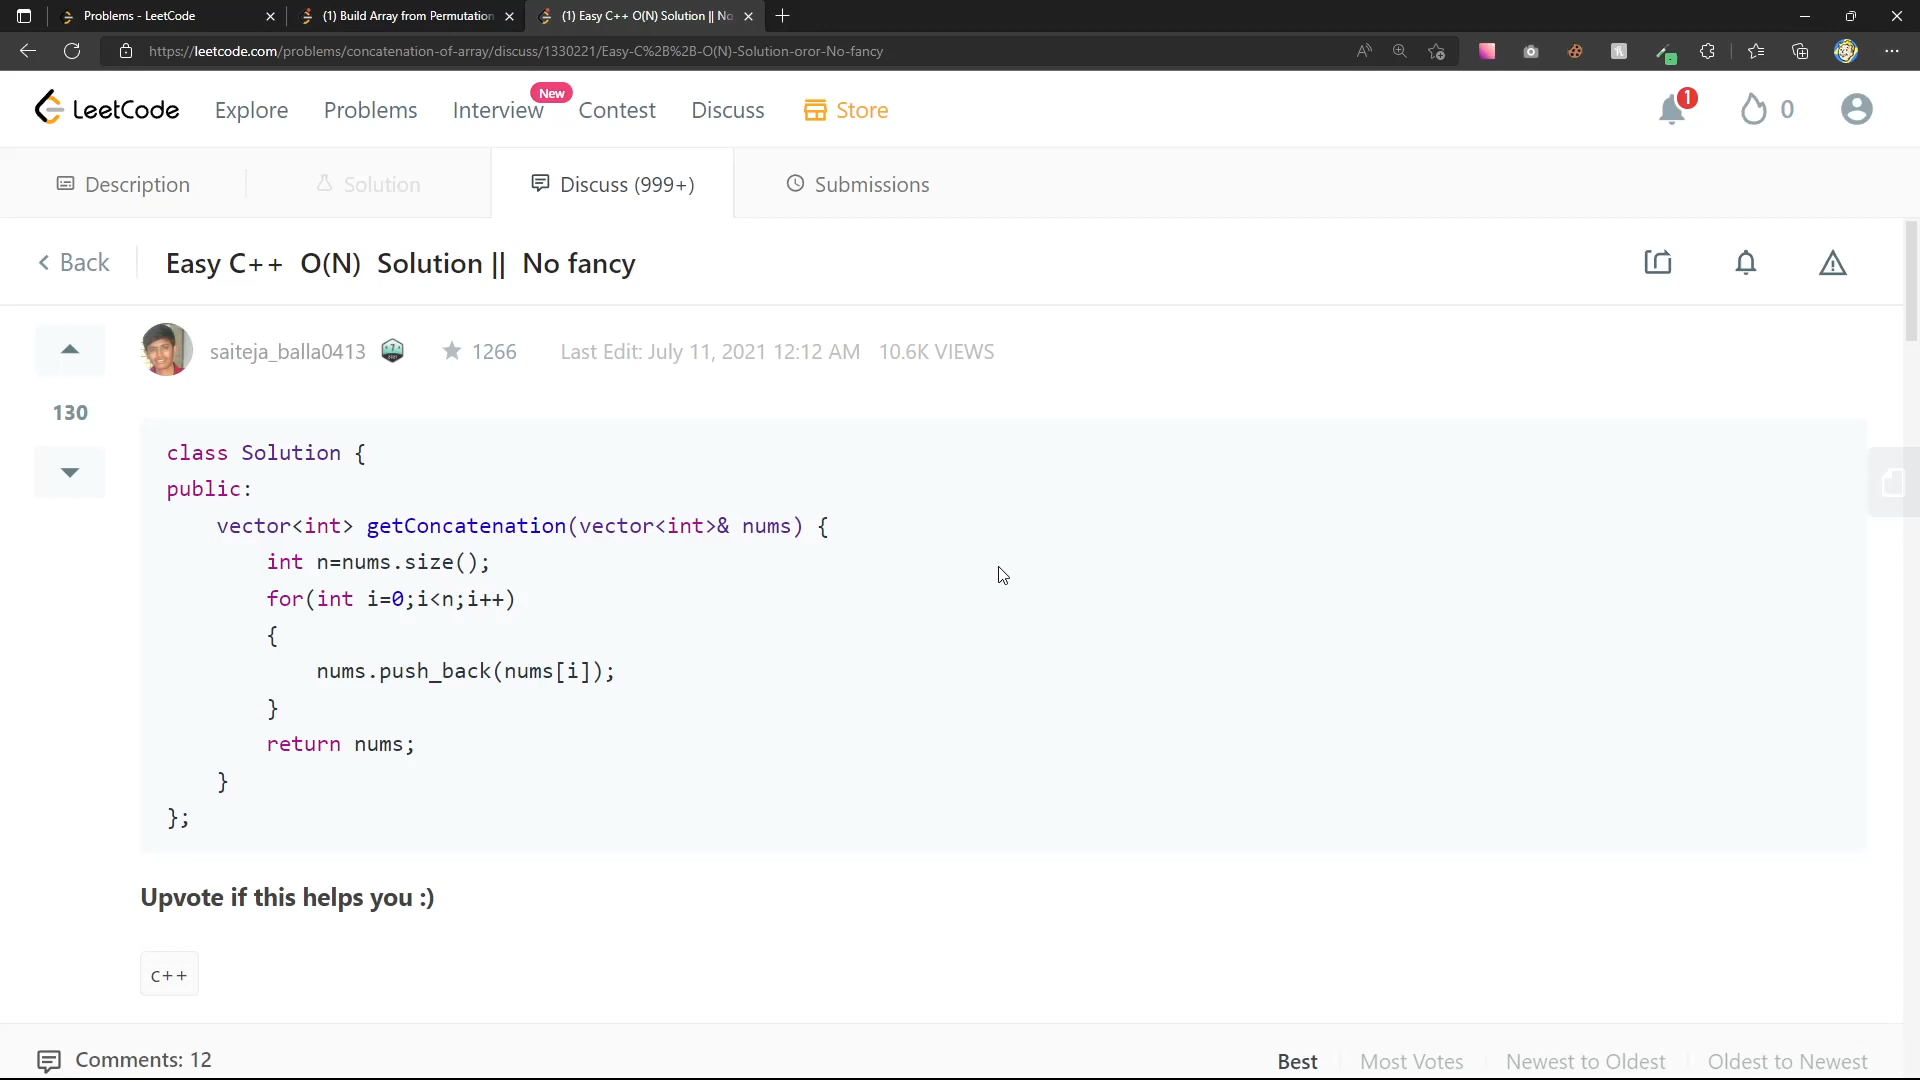 Problems - LeetCode
(1) Build Array from Permutation
(1) Easy C++ O(N) Solution || No
https://leetcode.com/problems/concatenation-of-array/discuss/1330221/Easy-C%2B%2B-O(N)-Solution-oror-No-fancy
LeetCode
Explore
Problems
Interview
New
Contest
Discuss
Store
1
0
Description
Solution
Discuss (999+)
Submissions
Back
Easy C++ O(N) Solution || No fancy
saiteja_balla0413
1266
Last Edit: July 11, 2021 12:12 AM
10.6K VIEWS
130
class Solution {
public:
    vector<int> getConcatenation(vector<int>& nums) {
        int n=nums.size();
        for(int i=0;i<n;i++)
        {
            nums.push_back(nums[i]);
        }
        return nums;
    }
};
Upvote if this helps you :)
c++
Comments: 12
Best
Most Votes
Newest to Oldest
Oldest to Newest